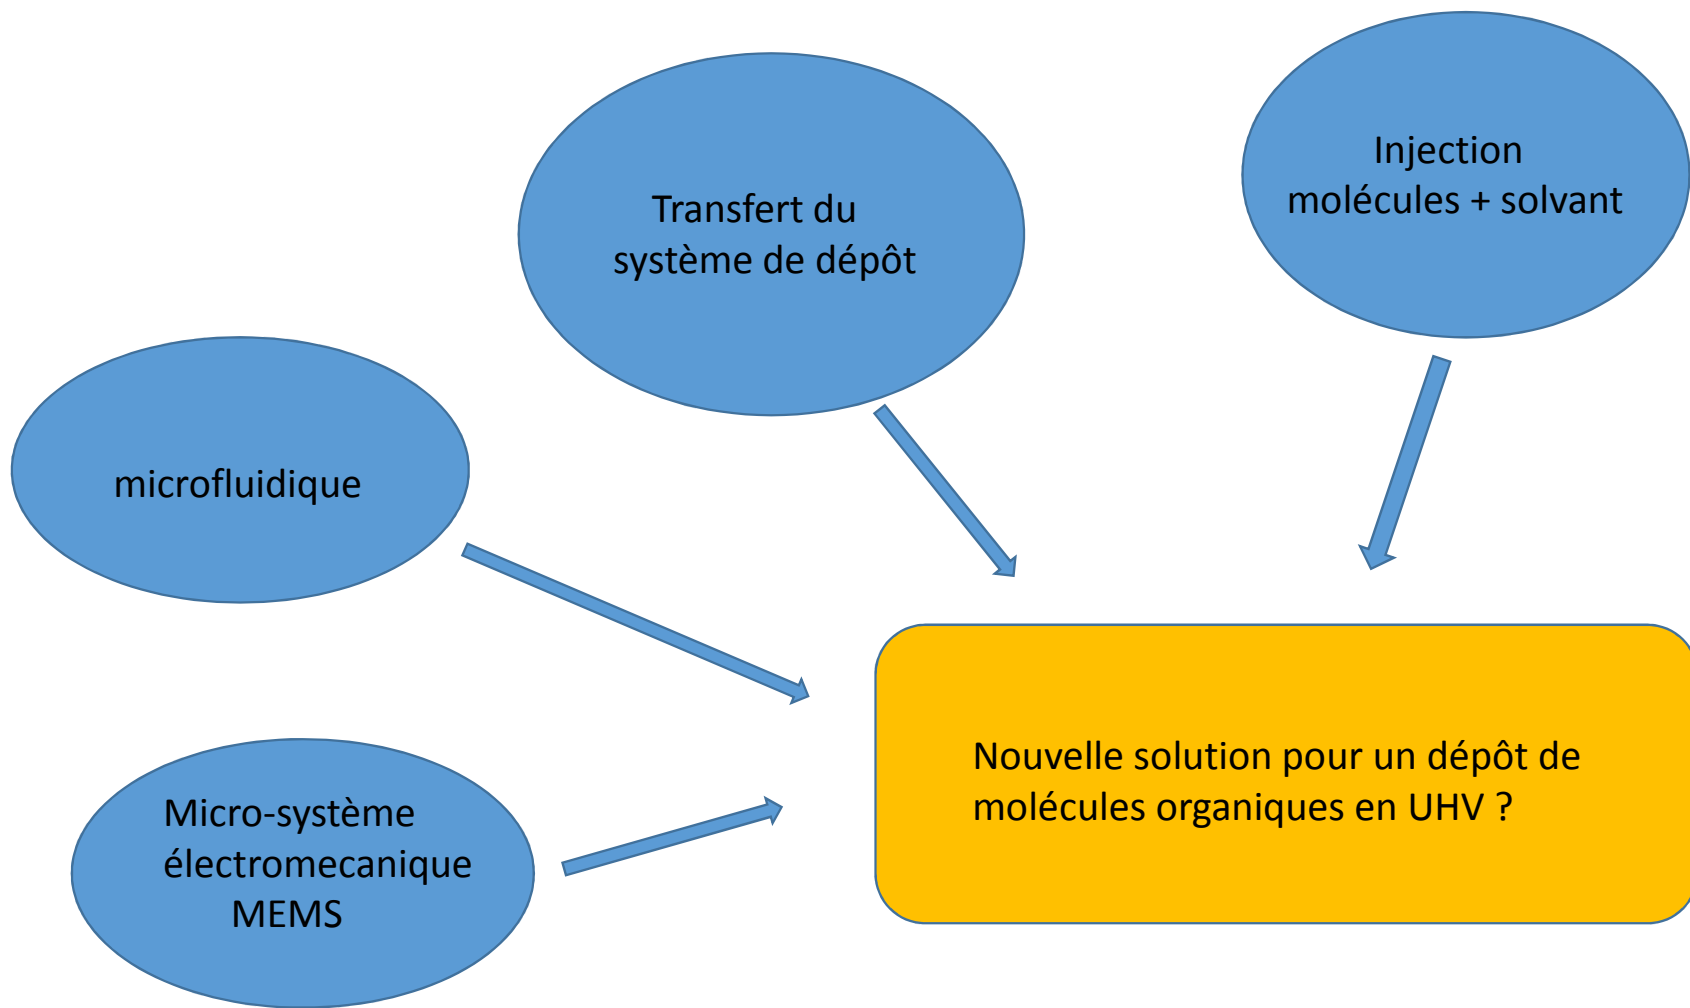 Injection
molécules + solvant
Transfert du
système de dépôt
microfluidique
Micro-système
électromecanique
MEMS
Nouvelle solution pour un dépôt de
molécules organiques en UHV ?